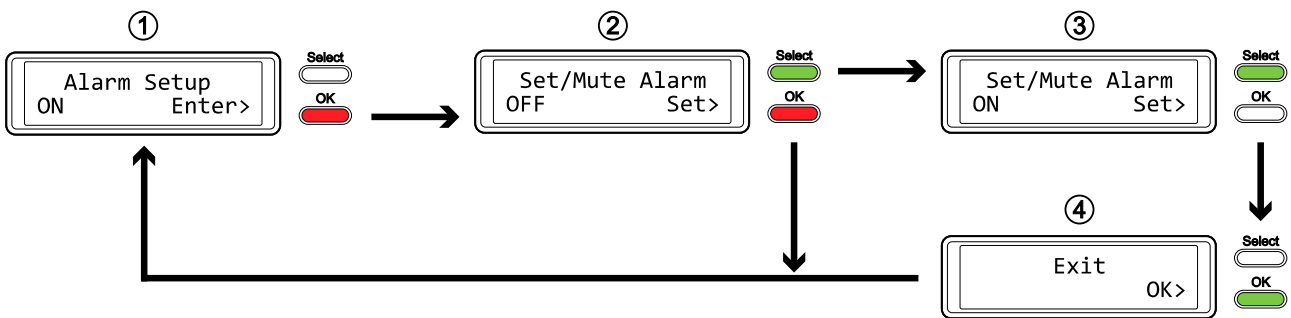 ①
Alarm Setup
ON Enter>
Select
OK
②
Set/Mute Alarm
OFF Set>
Select
OK
③
Set/Mute Alarm
ON Set>
Select
OK
④
Exit
OK>
Select
OK